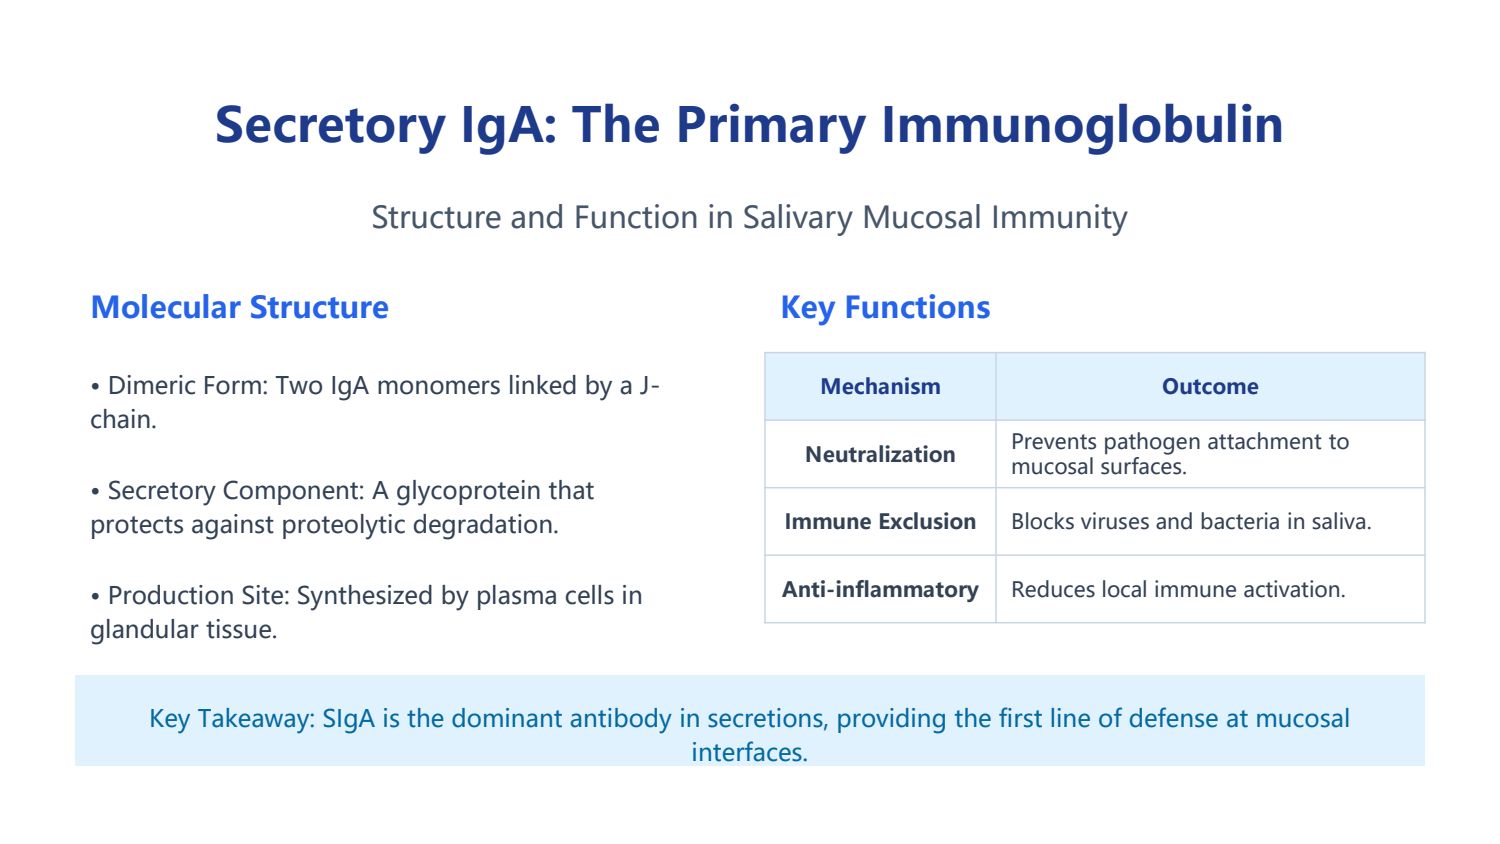 Secretory IgA: The Primary Immunoglobulin
Structure and Function in Salivary Mucosal Immunity
Molecular Structure
• Dimeric Form: Two IgA monomers linked by a J-
chain.
• Secretory Component: A glycoprotein that
protects against proteolytic degradation.
• Production Site: Synthesized by plasma cells in
glandular tissue.
Key Functions
Mechanism Outcome
Neutralization Prevents pathogen attachment to
mucosal surfaces.
Immune Exclusion Blocks viruses and bacteria in saliva.
Anti-inflammatory Reduces local immune activation.
Key Takeaway: SIgA is the dominant antibody in secretions, providing the first line of defense at mucosal
interfaces.